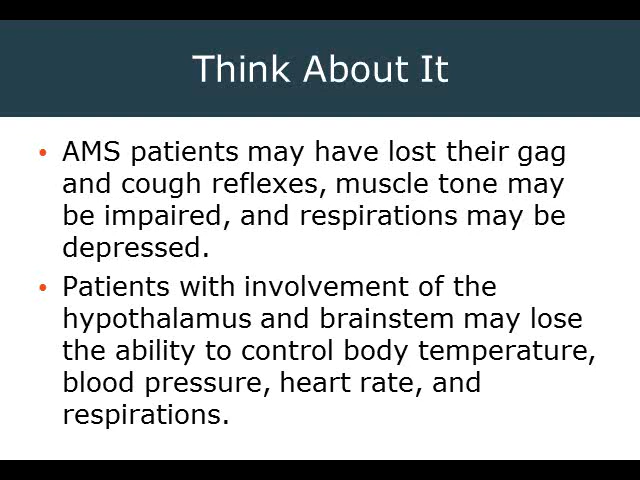 Think About It
• AMS patients may have lost their gag
and cough reflexes, muscle tone may
be impaired, and respirations may be
depressed.
• Patients with involvement of the
hypothalamus and brainstem may lose
the ability to control body temperature,
blood pressure, heart rate, and
respirations.